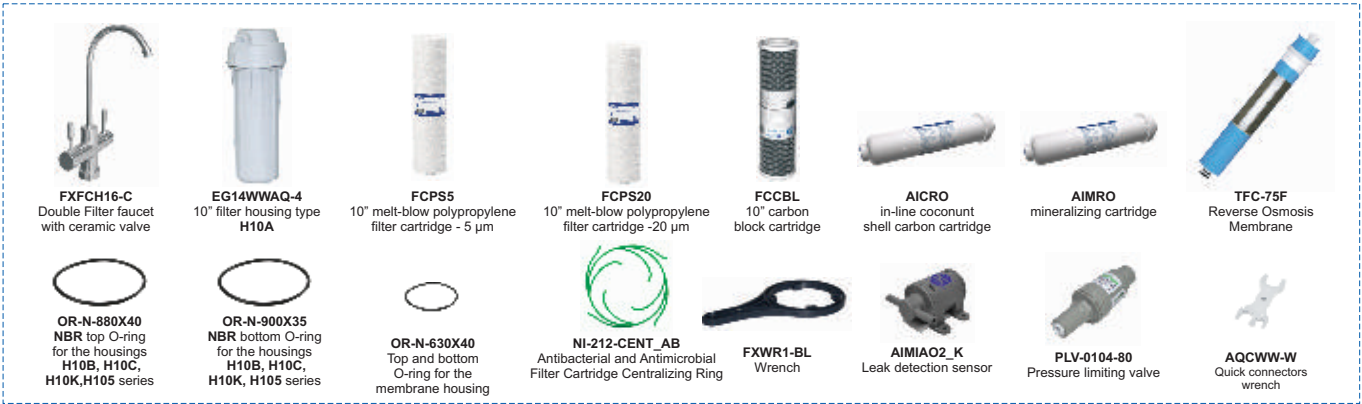 FXFCH16-C
Double Filter faucet
with ceramic valve
EG14WWAQ-4
10” filter housing type
H10A
FCPS5
10” melt-blow polypropylene
filter cartridge - 5 µm
FCPS20
10” melt-blow polypropylene
filter cartridge -20 µm
FCCBL
10” carbon
block cartridge
AICRO
in-line coconunt
shell carbon cartridge
AIMRO
mineralizing cartridge
TFC-75F
Reverse Osmosis
Membrane
OR-N-880X40
NBR top O-ring
for the housings
H10B, H10C,
H10K,H105 series
OR-N-900X35
NBR bottom O-ring
for the housings
H10B, H10C,
H10K, H105 series
OR-N-630X40
Top and bottom
O-ring for the
membrane housing
NI-212-CENT_AB
Antibacterial and Antimicrobial
Filter Cartridge Centralizing Ring
FXWR1-BL
Wrench
AIMIAO2_K
Leak detection sensor
PLV-0104-80
Pressure limiting valve
AQCWW-W
Quick connectors
wrench